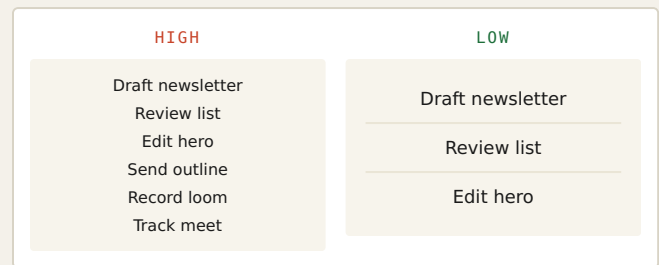 HIGH
Draft newsletter
Review list
Edit hero
Send outline
Record loom
Track meet
LOW
Draft newsletter
Review list
Edit hero